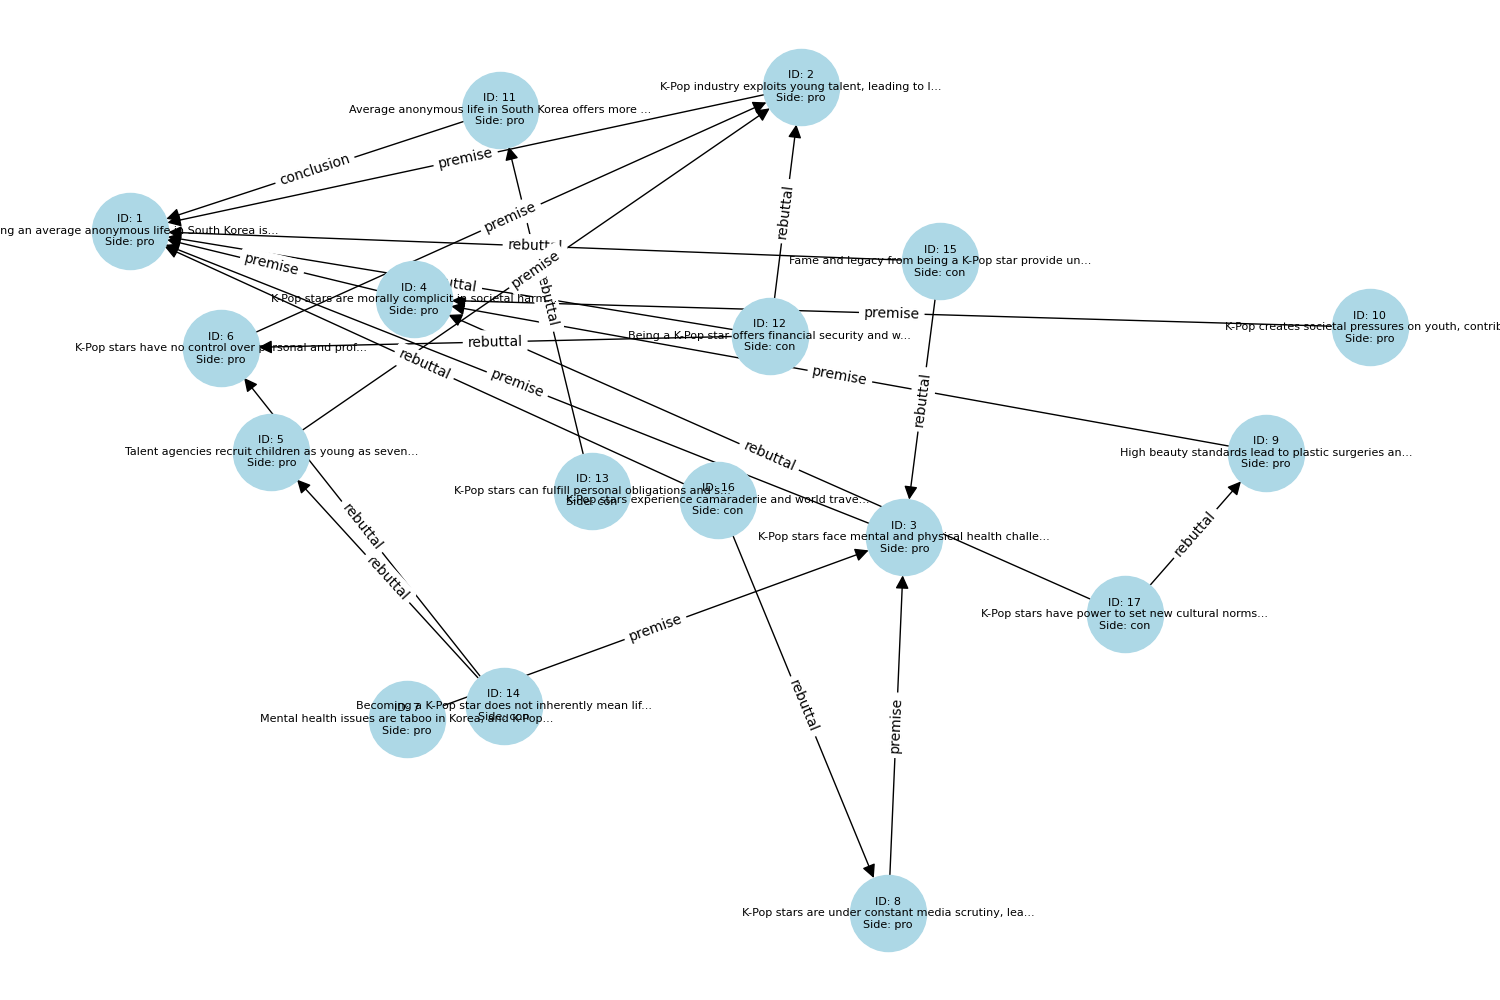 ID: 2
K-Pop industry exploits young talent, leading to l...
Side: pro
ID: 11
Average anonymous life in South Korea offers more ...
Side: pro
conclusion
premise
ID: 1
ng an average anonymous life in South Korea is...
Side: pro
premise
rebuttal
rebuttal
ID: 15
Fame and legacy from being a K-Pop star provide un...
Side: con
premise
premise
ID: 4
K-Pop stars are morally complicit in societal harm...
Side: pro
uttal
ebuttal
premise
ID: 10
K-Pop creates societal pressures on youth, contrib
Side: pro
ID: 12
Being a K-Pop star offers financial security and w...
Side: con
ID: 6
K-Pop stars have no control over personal and prof...
Side: pro
rebuttal
rebuttal
premise
premise
rebuttal
ID: 5
Talent agencies recruit children as young as seven...
Side: pro
rebuttal
ID: 9
High beauty standards lead to plastic surgeries an...
Side: pro
ID: 13
K-Pop stars can fulfill personal obligations and s...
Side: con
ID: 16
K-Pop stars experience camaraderie and world trave...
Side: con
rebuttal
rebuttal
rebuttal
ID: 3
K-Pop stars face mental and physical health challe...
Side: pro
ID: 17
K-Pop stars have power to set new cultural norms...
Side: con
premise
ID: 14
Becoming a K-Pop star does not inherently mean lif...
Side: con
ID: 7
Mental health issues are taboo in Korea, and K-Pop...
Side: pro
rebuttal
premise
ID: 8
K-Pop stars are under constant media scrutiny, lea...
Side: pro